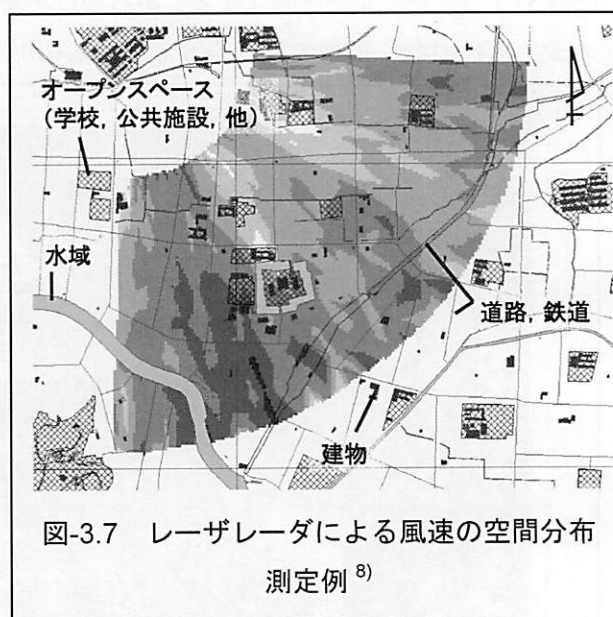 オープンスペース
（学校, 公共施設, 他）
水域
道路, 鉄道
建物
図-3.7　レーザレーダによる風速の空間分布
測定例 8)